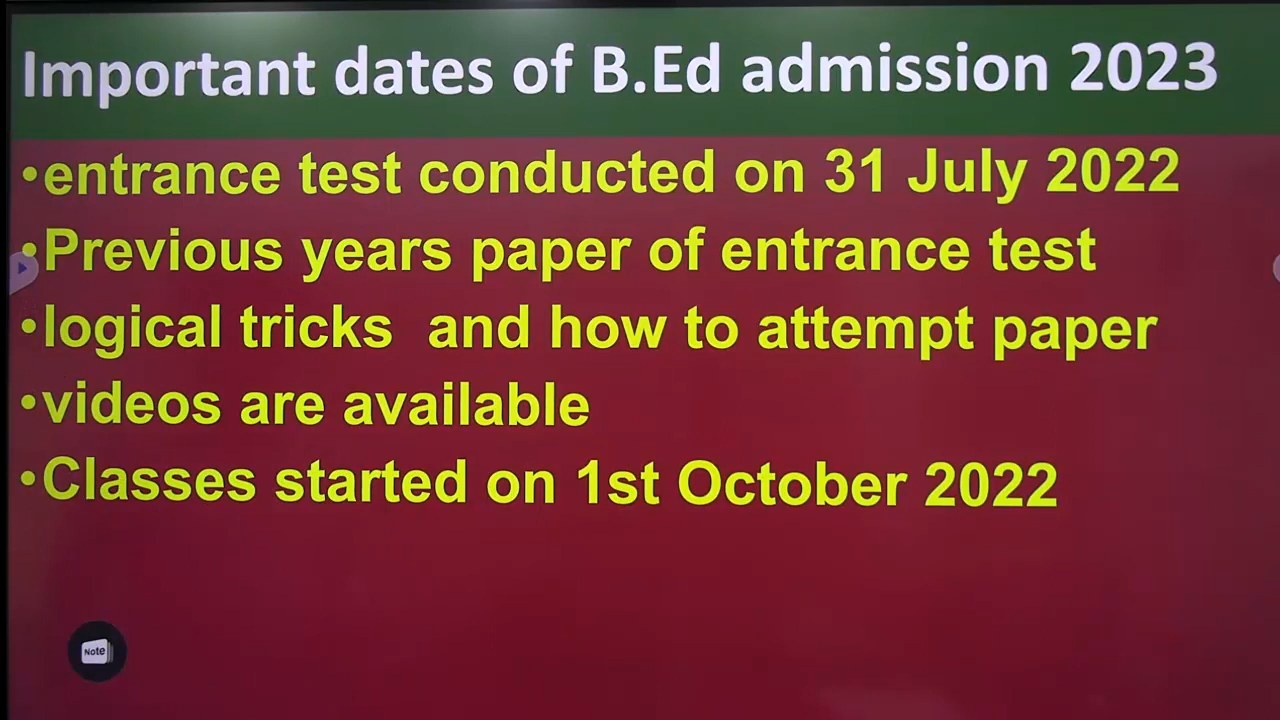 Important dates of B.Ed admission 2023
•entrance test conducted on 31 July 2022
•Previous years paper of entrance test
•logical tricks and how to attempt paper
•videos are available
•Classes started on 1st October 2022
Note